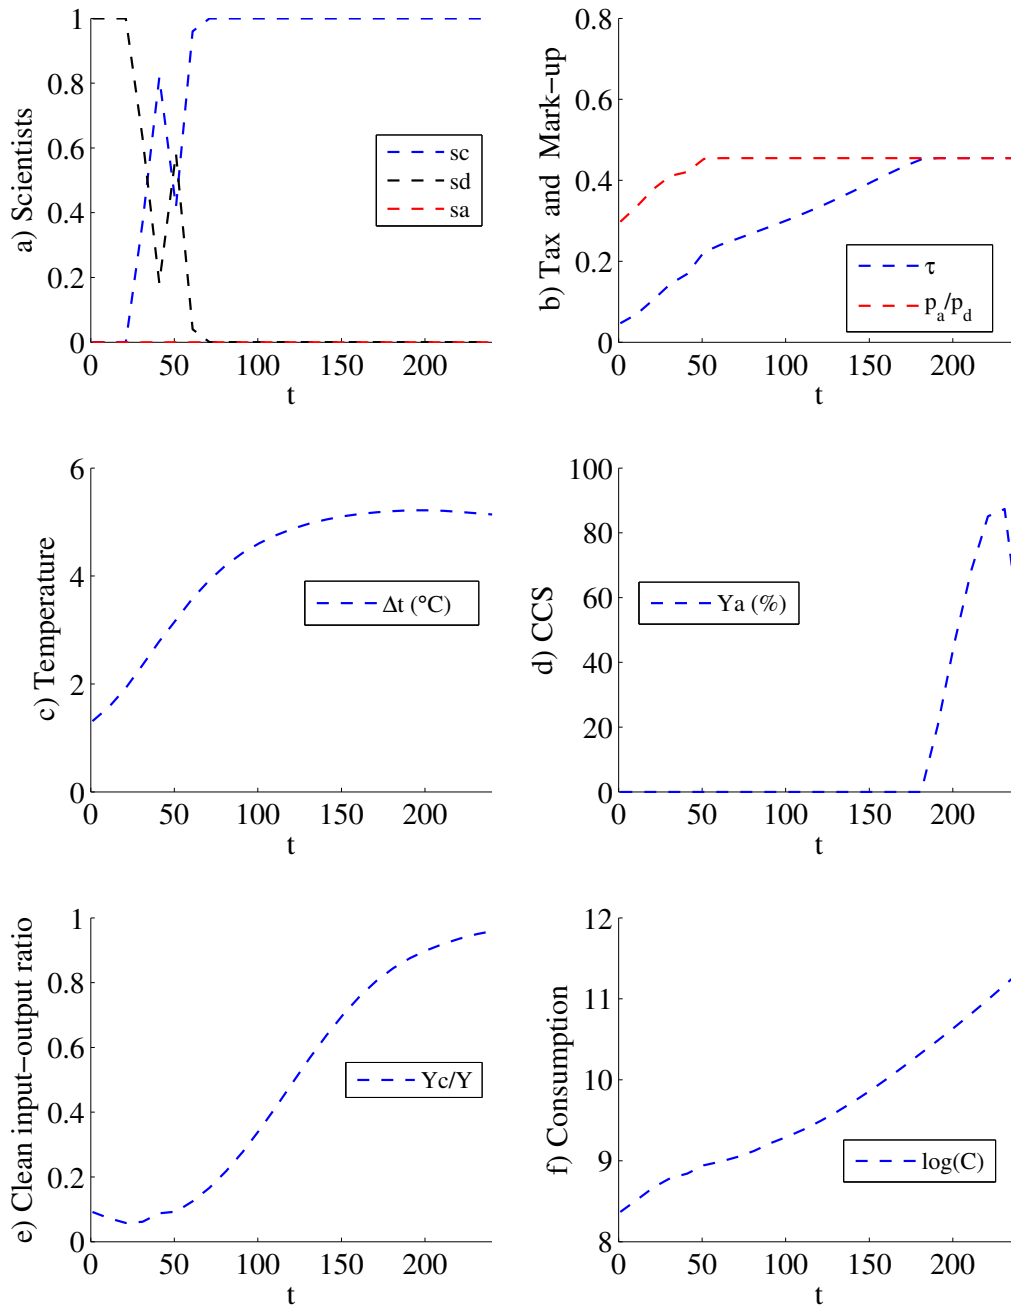 a) Scientists
1
0.8
0.6
0.4
0.2
0
0 50 100 150 200
t
sc
sd
sa
b) Tax and Mark−up
0.8
0.6
0.4
0.2
0
0 50 100 150 200
t
τ
p_a/p_d
c) Temperature
6
4
2
0
0 50 100 150 200
t
Δt (°C)
d) CCS
100
80
60
40
20
0
0 50 100 150 200
t
Ya (%)
e) Clean input−output ratio
1
0.8
0.6
0.4
0.2
0
0 50 100 150 200
t
Yc/Y
f) Consumption
12
11
10
9
8
0 50 100 150 200
t
log(C)